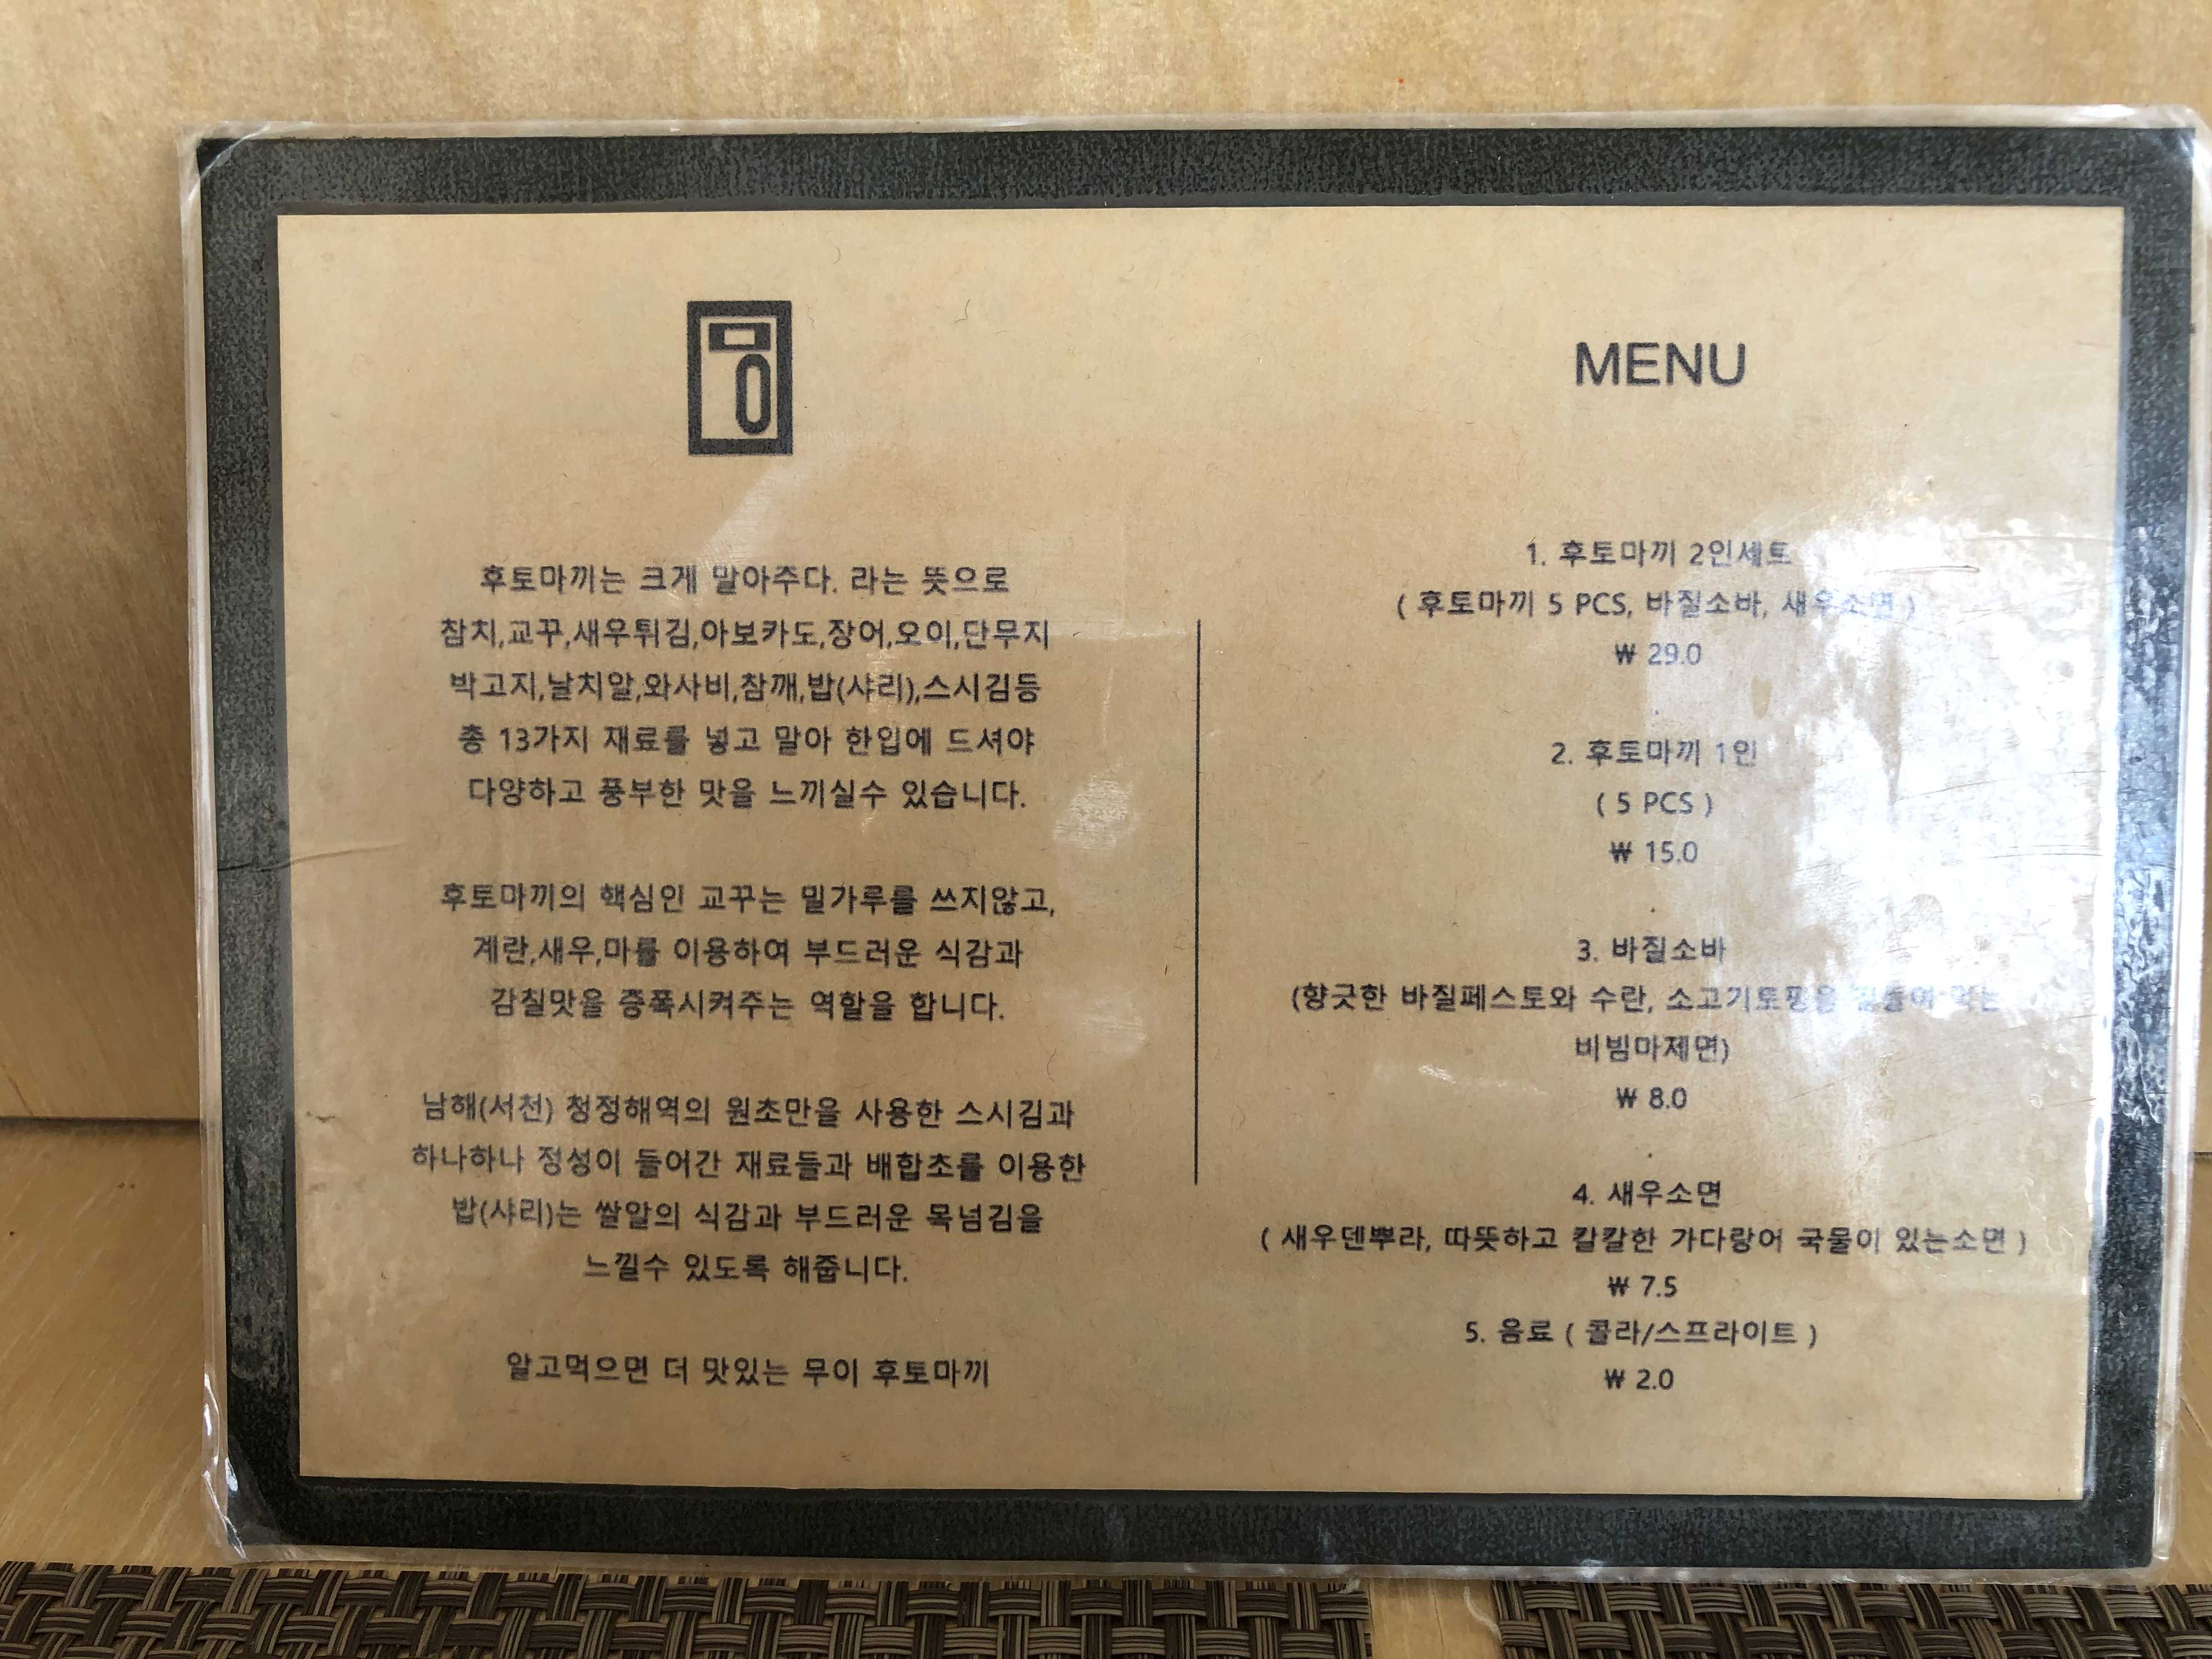 후토마끼는 크게 말아주다. 라는 뜻으로
참치,교꾸,새우튀김,아보카도,장어,오이,단무지
박고지,날치알,와사비,참깨,밥(샤리),스시김등
총 13가지 재료를 넣고 말아 한입에 드셔야
다양하고 풍부한 맛을 느끼실수 있습니다.
후토마끼의 핵심인 교꾸는 밀가루를 쓰지않고,
계란,새우,마를 이용하여 부드러운 식감과
감칠맛을 증폭시켜주는 역할을 합니다.
남해(서천) 청정해역의 원초만을 사용한 스시김과
하나하나 정성이 들어간 재료들과 배합초를 이용한
밥(샤리)는 쌀알의 식감과 부드러운 목넘김을
느낄수 있도록 해줍니다.
알고먹으면 더 맛있는 무이 후토마끼
MENU
1. 후토마끼 2인세트
( 후토마끼 5 PCS, 바질소바, 새우소면 )
₩ 29.0
2. 후토마끼 1인
( 5 PCS )
₩ 15.0
3. 바질소바
(향긋한 바질페스토와 수란, 소고기토핑을
비빔마제면)
₩ 8.0
4. 새우소면
( 새우덴뿌라, 따뜻하고 칼칼한 가다랑어 국물이 있는소면 )
₩ 7.5
5. 음료 ( 콜라/스프라이트 )
₩ 2.0